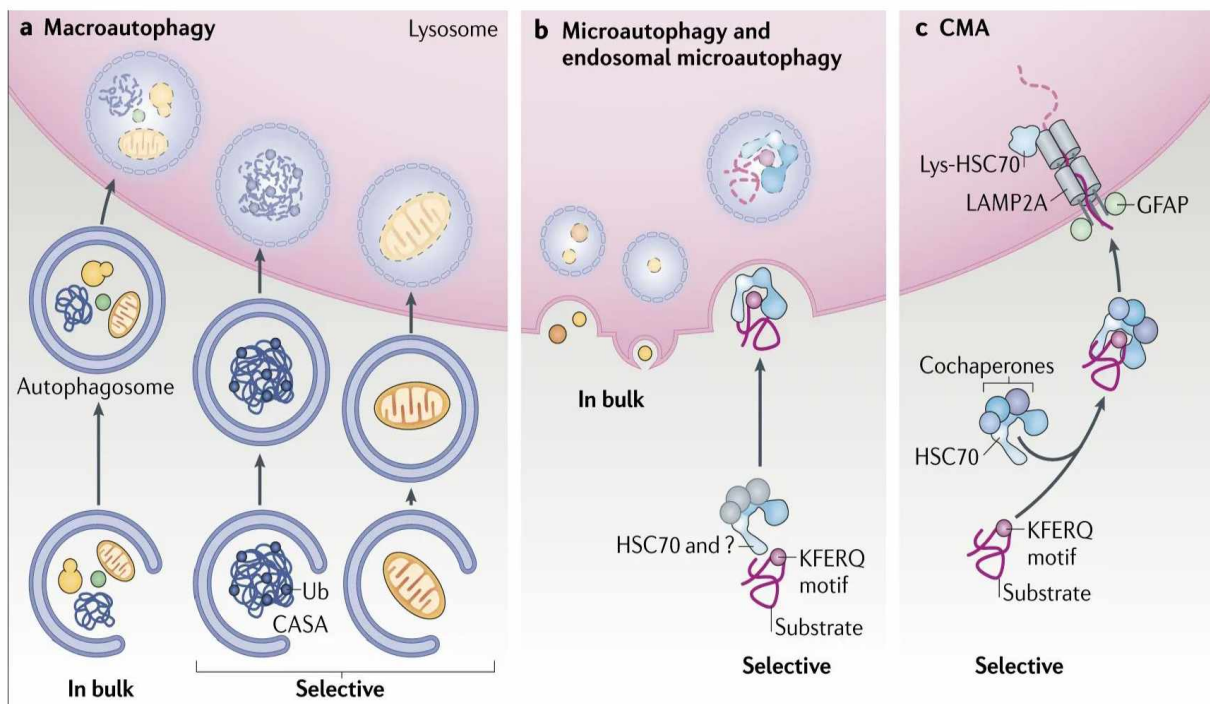 a Macroautophagy
Lysosome
Autophagosome
Ub
CASA
In bulk
Selective
b Microautophagy and
endosomal microautophagy
In bulk
HSC70 and ?
KFERQ
motif
Substrate
Selective
c CMA
Lys-HSC70
LAMP2A
GFAP
Cochaperones
HSC70
KFERQ
motif
Substrate
Selective